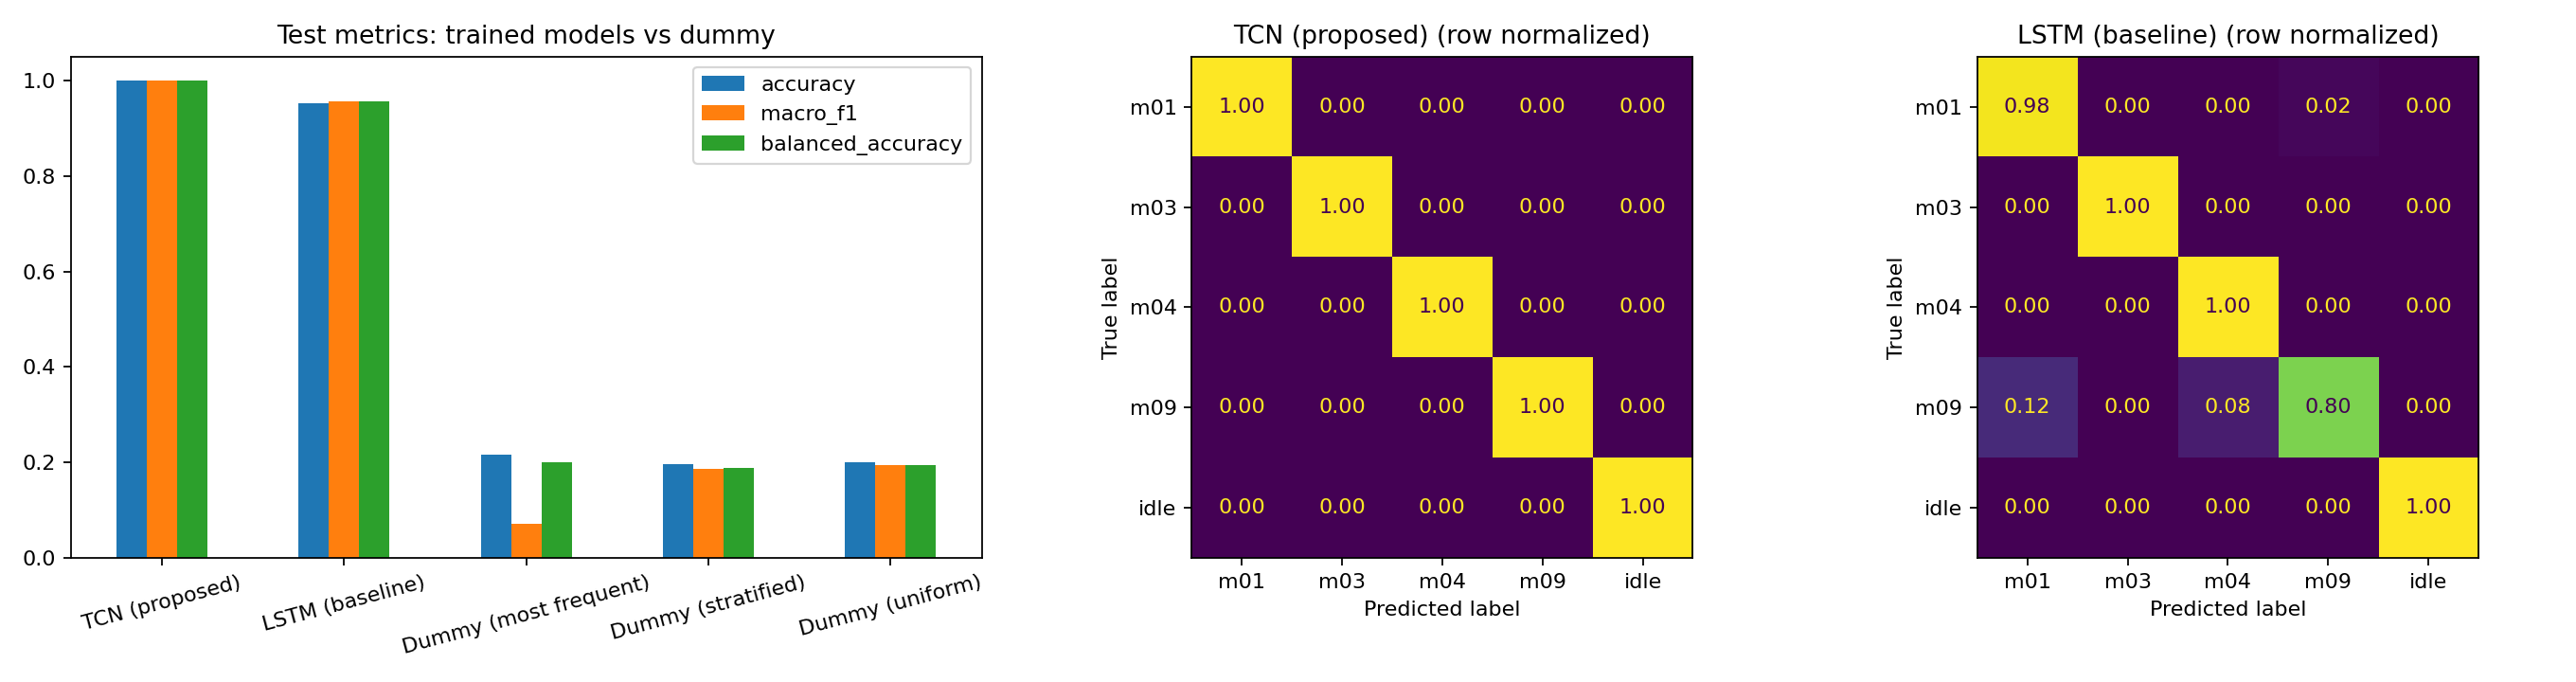 Test metrics: trained models vs dummy
1.0
0.8
0.6
0.4
0.2
0.0
accuracy
macro_f1
balanced_accuracy
TCN (proposed)
LSTM (baseline)
Dummy (most frequent)
Dummy (stratified)
Dummy (uniform)
TCN (proposed) (row normalized)
True label
m01 1.00 0.00 0.00 0.00 0.00
m03 0.00 1.00 0.00 0.00 0.00
m04 0.00 0.00 1.00 0.00 0.00
m09 0.00 0.00 0.00 1.00 0.00
idle 0.00 0.00 0.00 0.00 1.00
m01 m03 m04 m09 idle
Predicted label
LSTM (baseline) (row normalized)
True label
m01 0.98 0.00 0.00 0.02 0.00
m03 0.00 1.00 0.00 0.00 0.00
m04 0.00 0.00 1.00 0.00 0.00
m09 0.12 0.00 0.08 0.80 0.00
idle 0.00 0.00 0.00 0.00 1.00
m01 m03 m04 m09 idle
Predicted label